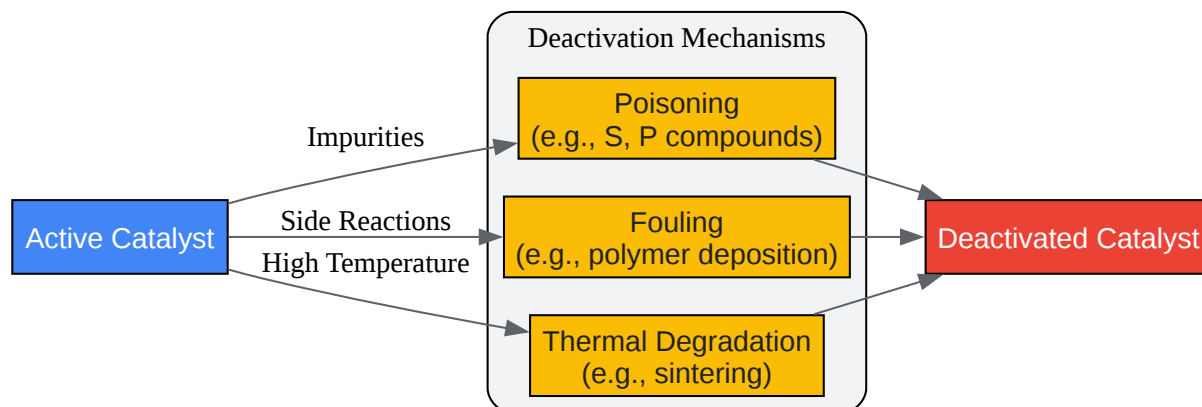 Deactivation Mechanisms
Impurities
Poisoning
(e.g., S, P compounds)
Active Catalyst
Side Reactions
Fouling
(e.g., polymer deposition)
Deactivated Catalyst
High Temperature
Thermal Degradation
(e.g., sintering)